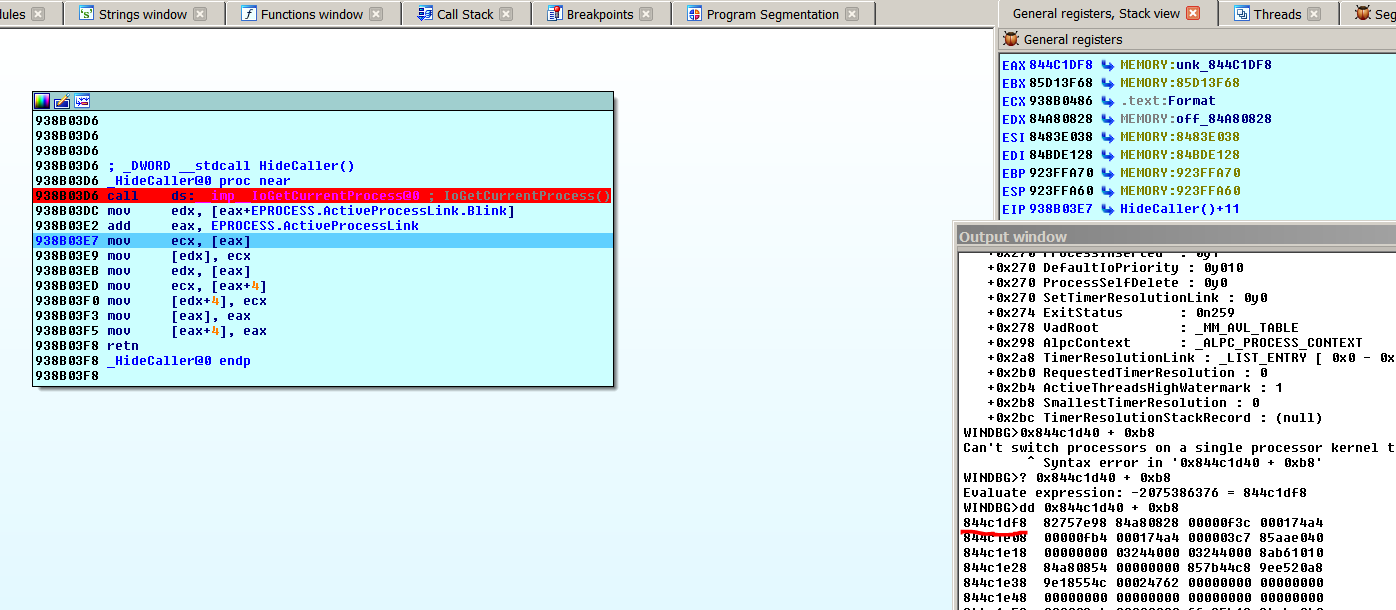 ules
Strings window
Functions window
Call Stack
Breakpoints
Program Segmentation
General registers, Stack view
Threads
Seg
General registers
EAX 844C1DF8 MEMORY:unk_844C1DF8
EBX 85D13F68 MEMORY:85D13F68
ECX 938B0486 .text:Format
EDX 84A80828 MEMORY:off_84A80828
ESI 8483E038 MEMORY:8483E038
EDI 84BDE128 MEMORY:84BDE128
EBP 923FFA70 MEMORY:923FFA70
ESP 923FFA60 MEMORY:923FFA60
EIP 938B03E7 HideCaller()+11
938B03D6
938B03D6
938B03D6
938B03D6 ; _DWORD __stdcall HideCaller()
938B03D6 _HideCaller@0 proc near
938B03D6 call ds:__imp__IoGetCurrentProcess@0 ; IoGetCurrentProcess()
938B03DC mov edx, [eax+EPROCESS.ActiveProcessLink.Blink]
938B03E2 add eax, EPROCESS.ActiveProcessLink
938B03E7 mov ecx, [eax]
938B03E9 mov [edx], ecx
938B03EB mov edx, [eax]
938B03ED mov ecx, [eax+4]
938B03F0 mov [edx+4], ecx
938B03F3 mov [eax], eax
938B03F5 mov [eax+4], eax
938B03F8 retn
938B03F8 _HideCaller@0 endp
938B03F8
Output window
+0x270 ProcessInserted : 0y1
+0x270 DefaultIoPriority : 0y010
+0x270 ProcessSelfDelete : 0y0
+0x270 SetTimerResolutionLink : 0y0
+0x274 ExitStatus : 0n259
+0x278 VadRoot : _MM_AVL_TABLE
+0x298 AlpcContext : _ALPC_PROCESS_CONTEXT
+0x2a8 TimerResolutionLink : _LIST_ENTRY [ 0x0 - 0x
+0x2b0 RequestedTimerResolution : 0
+0x2b4 ActiveThreadsHighWatermark : 1
+0x2b8 SmallestTimerResolution : 0
+0x2bc TimerResolutionStackRecord : (null)
WINDBG>0x844c1d40 + 0xb8
Can't switch processors on a single processor kernel t
^ Syntax error in '0x844c1d40 + 0xb8'
WINDBG>? 0x844c1d40 + 0xb8
Evaluate expression: -2075386376 = 844c1df8
WINDBG>dd 0x844c1d40 + 0xb8
844c1df8 82757e98 84a80828 00000f3c 000174a4
844c1e08 00000fb4 000174a4 000003c7 85aae040
844c1e18 00000000 03244000 03244000 8ab61010
844c1e28 84a80854 00000000 857b44c8 9ee520a8
844c1e38 9e18554c 00024762 00000000 00000000
844c1e48 00000000 00000000 00000000 00000000